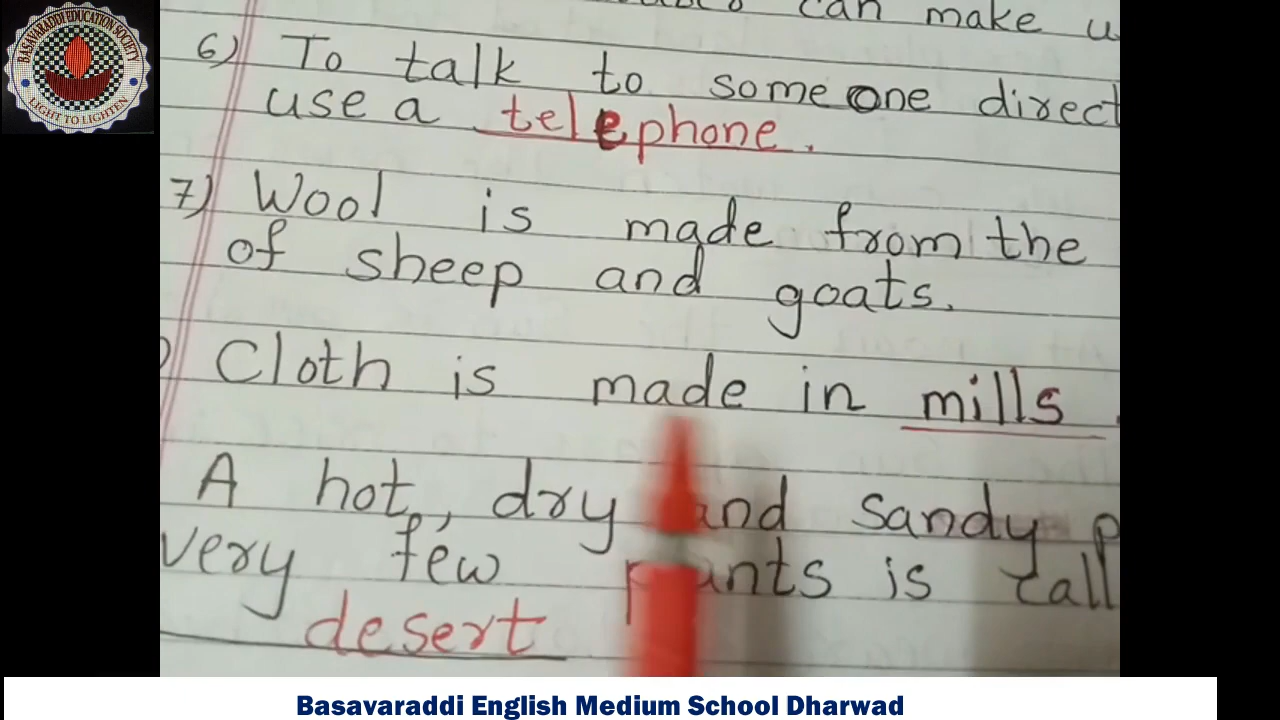 BASAVARADDI EDUCATION SOCIETY
LIGHT TO LIGHTEN
can make u
6) To talk to someone direct
use a telephone.
7) Wool is made from the
of sheep and goats.
) Cloth is made in mills.
A hot, dry and sandy p
very few plants is call
desert
Basavaraddi English Medium School Dharwad